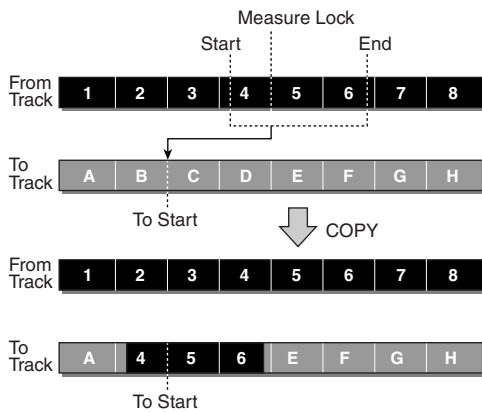 Measure Lock
Start End
From Track 1 2 3 4 5 6 7 8
To Track A B C D E F G H
To Start
COPY
From Track 1 2 3 4 5 6 7 8
To Track A 4 5 6 E F G H
To Start